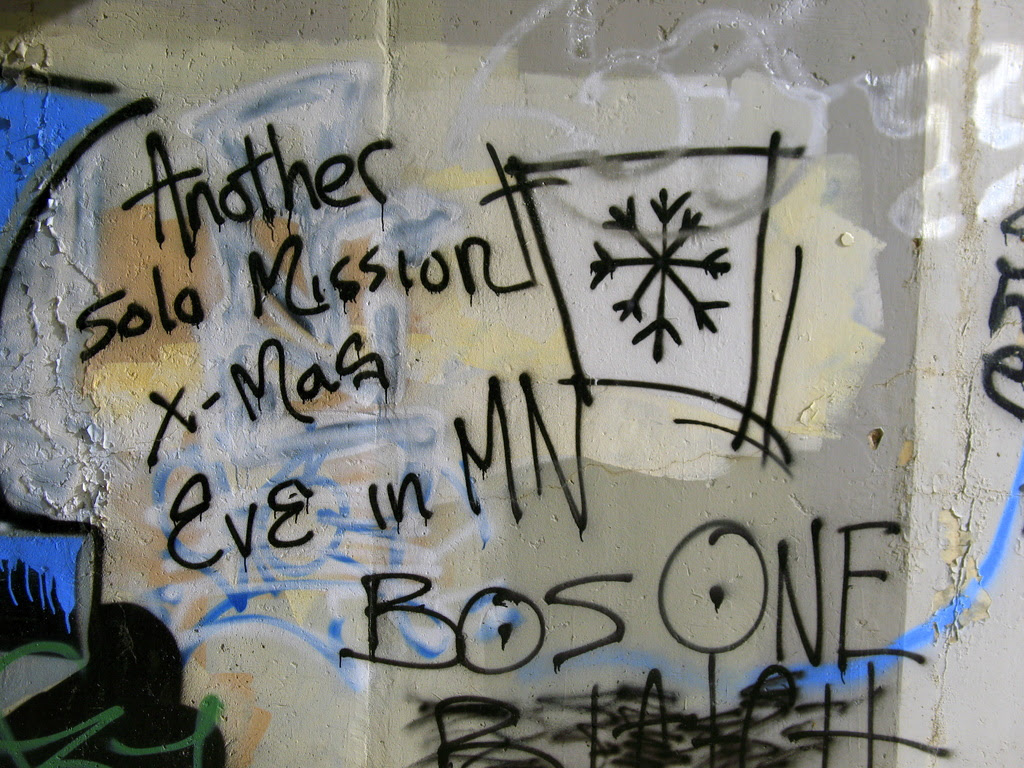 Another
solo Mission
X-Mas
EvE in MN
BOS ONE